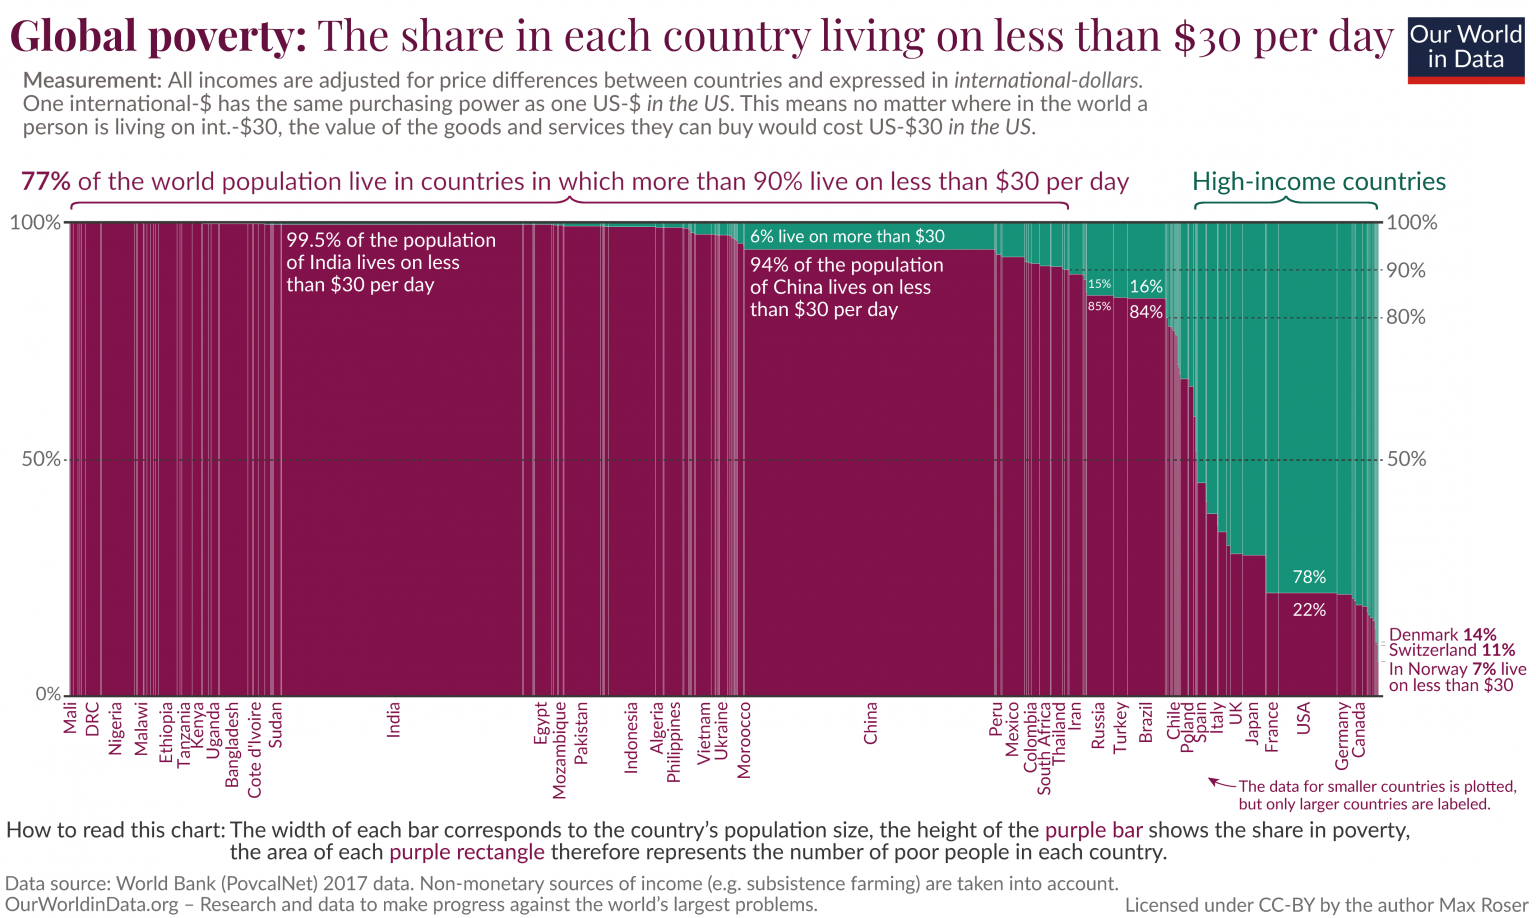 Global poverty: The share in each country living on less than $30 per day
Our World
in Data
Measurement: All incomes are adjusted for price differences between countries and expressed in international-dollars.
One international-$ has the same purchasing power as one US-$ in the US. This means no matter where in the world a
person is living on int.-$30, the value of the goods and services they can buy would cost US-$30 in the US.
77% of the world population live in countries in which more than 90% live on less than $30 per day
High-income countries
100%
50%
0%
100%
90%
80%
50%
99.5% of the population
of India lives on less
than $30 per day
6% live on more than $30
94% of the population
of China lives on less
than $30 per day
15%
85%
16%
84%
78%
22%
Denmark 14%
Switzerland 11%
In Norway 7% live
on less than $30
Mali
DRC
Nigeria
Malawi
Ethiopia
Tanzania
Kenya
Uganda
Bangladesh
Cote d'Ivoire
Sudan
India
Egypt
Mozambique
Pakistan
Indonesia
Algeria
Philippines
Vietnam
Ukraine
Morocco
China
Peru
Mexico
Colombia
South Africa
Thailand
Iran
Russia
Turkey
Brazil
Chile
Poland
Spain
Italy
UK
Japan
France
USA
Germany
Canada
The data for smaller countries is plotted,
but only larger countries are labeled.
How to read this chart: The width of each bar corresponds to the country's population size, the height of the purple bar shows the share in poverty,
the area of each purple rectangle therefore represents the number of poor people in each country.
Data source: World Bank (PovcalNet) 2017 data. Non-monetary sources of income (e.g. subsistence farming) are taken into account.
OurWorldinData.org – Research and data to make progress against the world's largest problems.
Licensed under CC-BY by the author Max Roser